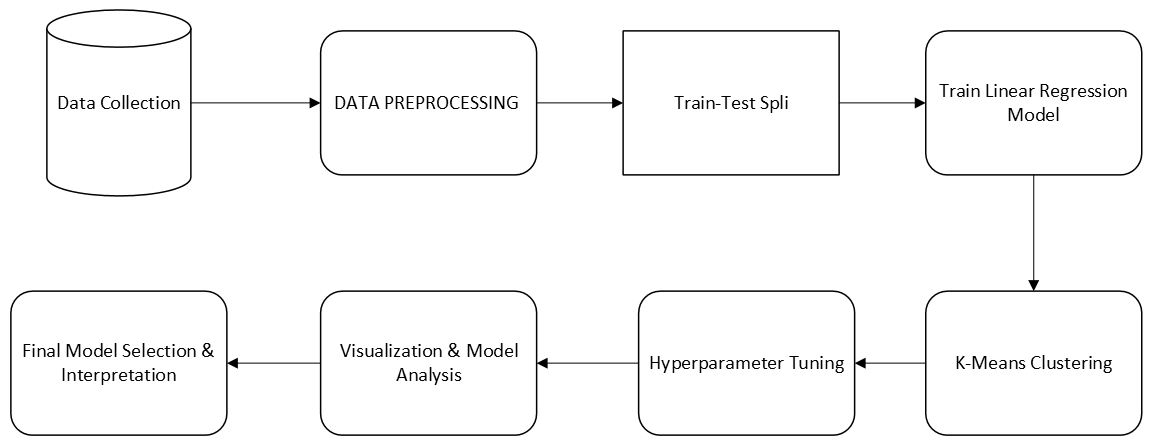 Data Collection
DATA PREPROCESSING
Train-Test Spli
Train Linear Regression
Model
K-Means Clustering
Hyperparameter Tuning
Visualization & Model
Analysis
Final Model Selection &
Interpretation